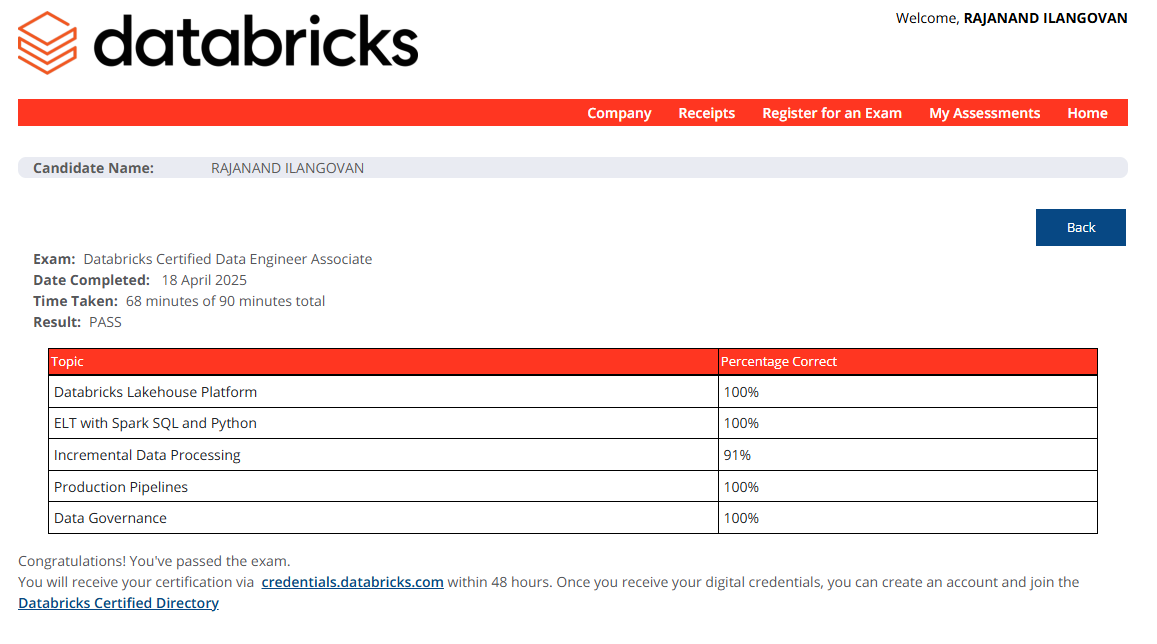 databricks
Welcome, RAJANAND ILANGOVAN
Company Receipts Register for an Exam My Assessments Home
Candidate Name: RAJANAND ILANGOVAN
Back
Exam: Databricks Certified Data Engineer Associate
Date Completed: 18 April 2025
Time Taken: 68 minutes of 90 minutes total
Result: PASS
Topic Percentage Correct
Databricks Lakehouse Platform 100%
ELT with Spark SQL and Python 100%
Incremental Data Processing 91%
Production Pipelines 100%
Data Governance 100%
Congratulations! You've passed the exam.
You will receive your certification via credentials.databricks.com within 48 hours. Once you receive your digital credentials, you can create an account and join the
Databricks Certified Directory